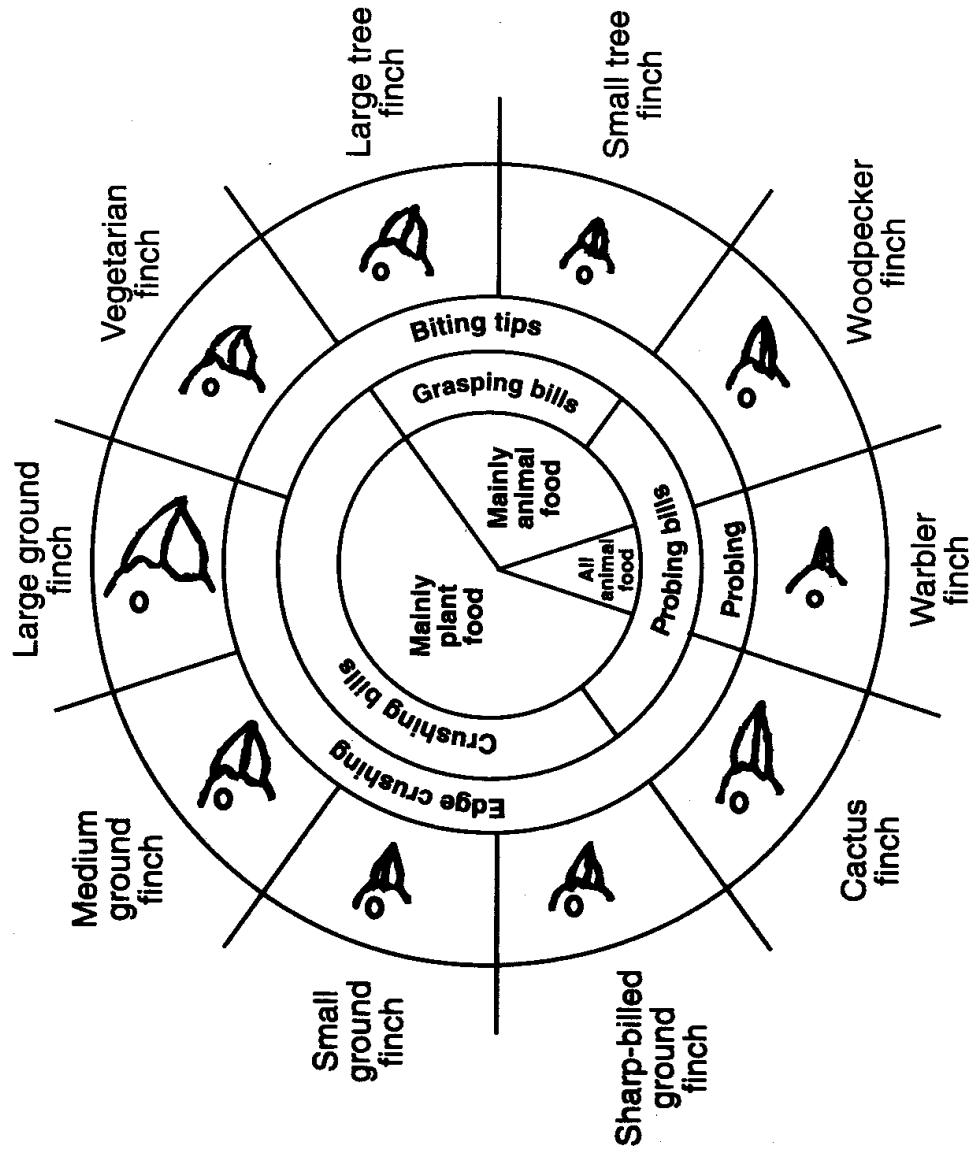 Large ground
finch
Vegetarian
finch
Large tree
finch
Small tree
finch
Woodpecker
finch
Warbler
finch
Cactus
finch
Sharp-billed
ground
finch
Small
ground
finch
Medium
ground
finch
Biting tips
Probing
Edge crushing
Grasping bills
Probing bills
Crushing bills
Mainly
animal
food
All
animal
food
Mainly
plant
food